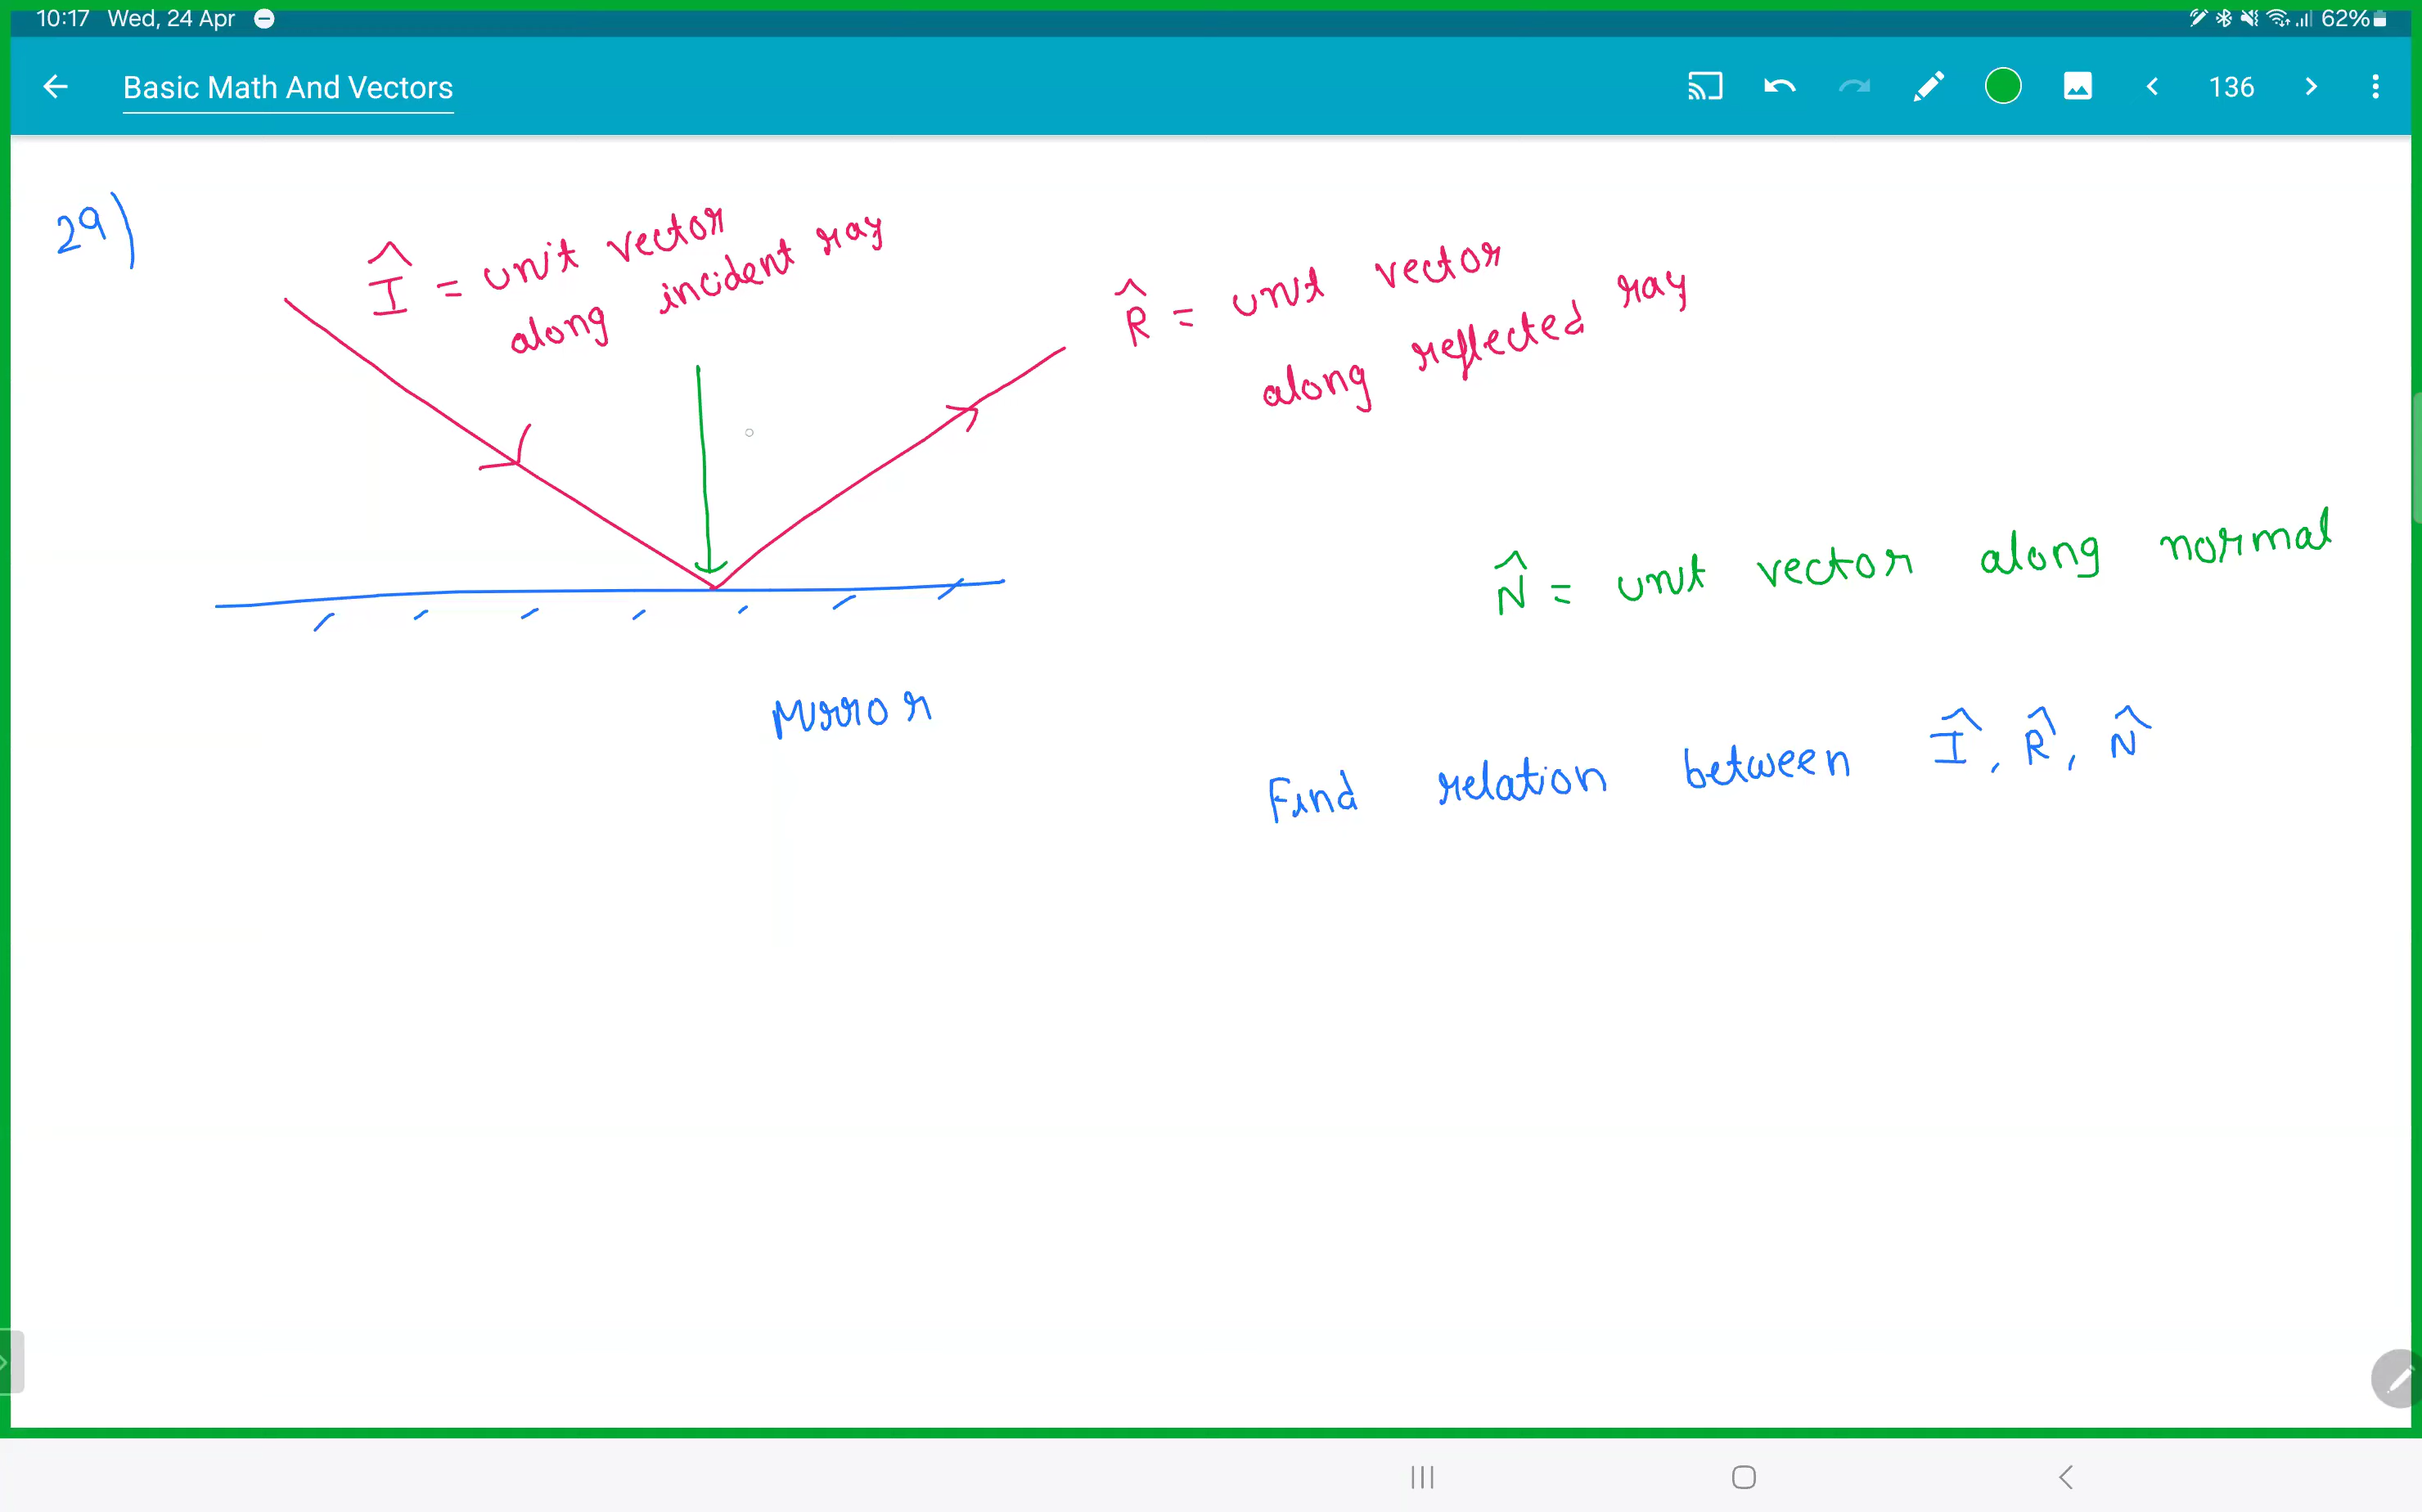 10:17 Wed, 24 Apr
62%
Basic Math And Vectors
136
29)
Î = unit vector
along incident ray
R̂ = unit vector
along reflected ray
N̂ = unit vector along normal
Mirror
Find relation between Î, R̂, N̂